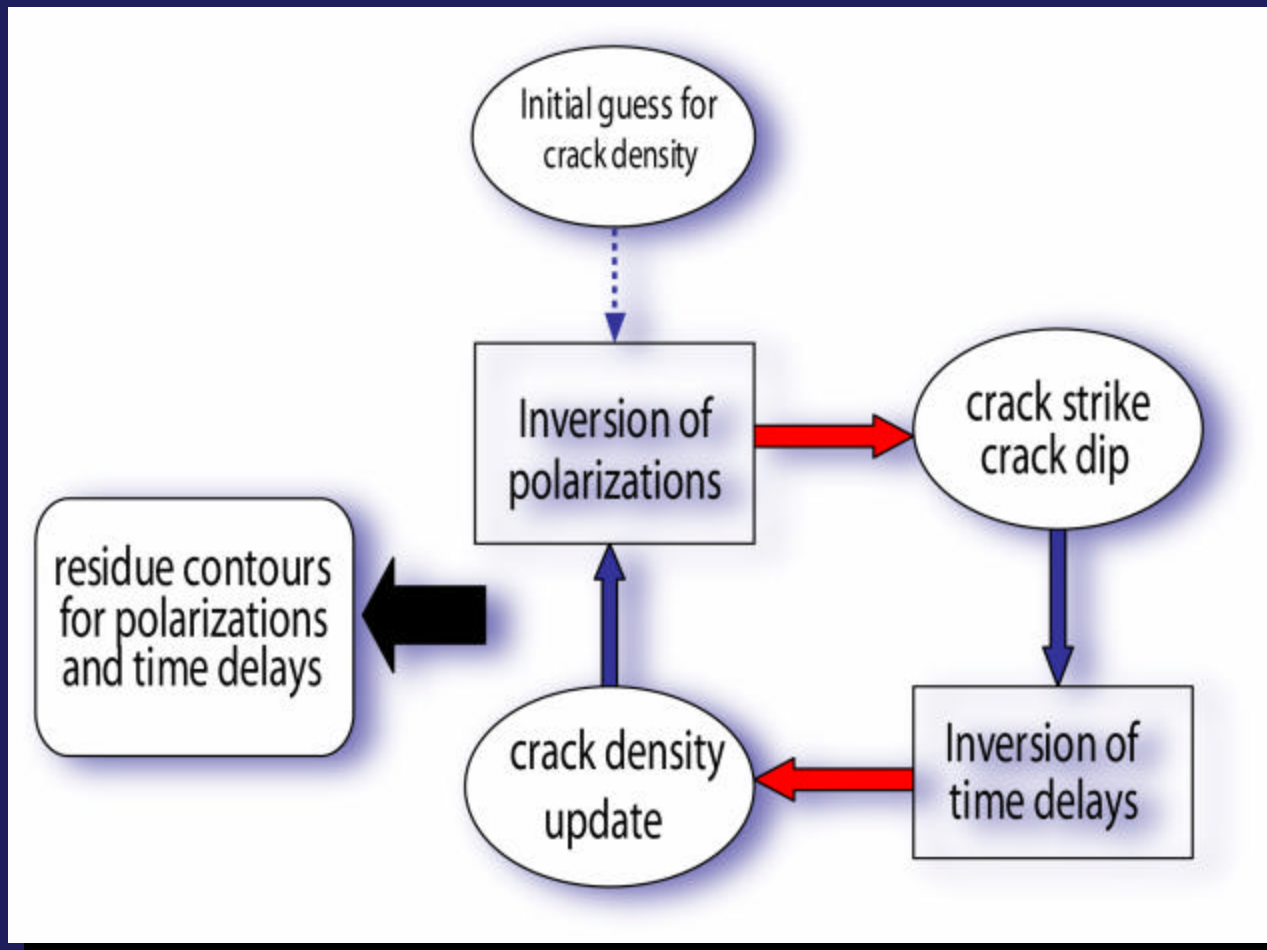 Initial guess for
crack density
Inversion of
polarizations
crack strike
crack dip
residue contours
for polarizations
and time delays
crack density
update
Inversion of
time delays